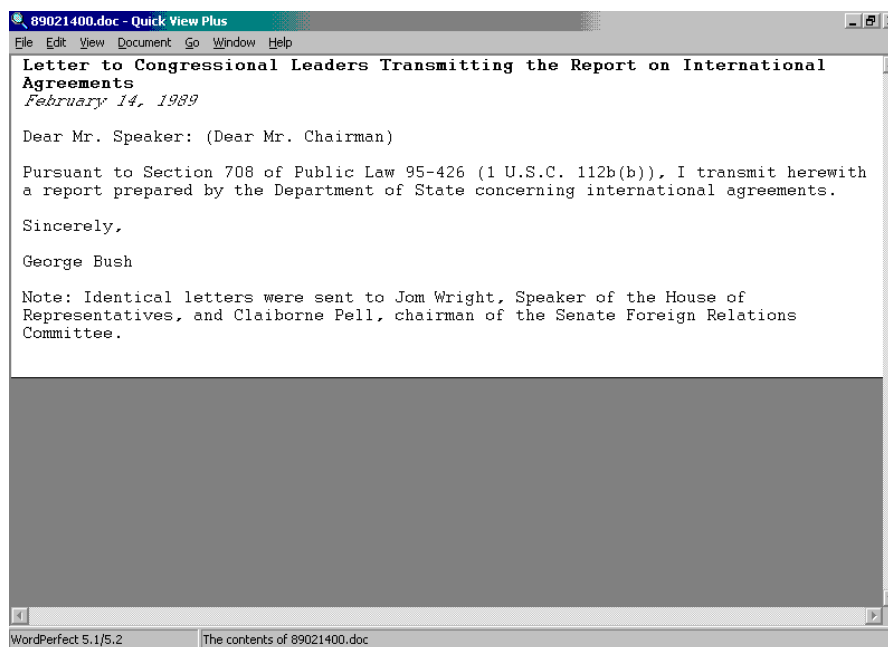 89021400.doc - Quick View Plus
File Edit View Document Go Window Help
Letter to Congressional Leaders Transmitting the Report on International
Agreements
February 14, 1989
Dear Mr. Speaker: (Dear Mr. Chairman)
Pursuant to Section 708 of Public Law 95-426 (1 U.S.C. 112b(b)), I transmit herewith
a report prepared by the Department of State concerning international agreements.
Sincerely,
George Bush
Note: Identical letters were sent to Jom Wright, Speaker of the House of
Representatives, and Claiborne Pell, chairman of the Senate Foreign Relations
Committee.
WordPerfect 5.1/5.2 The contents of 89021400.doc